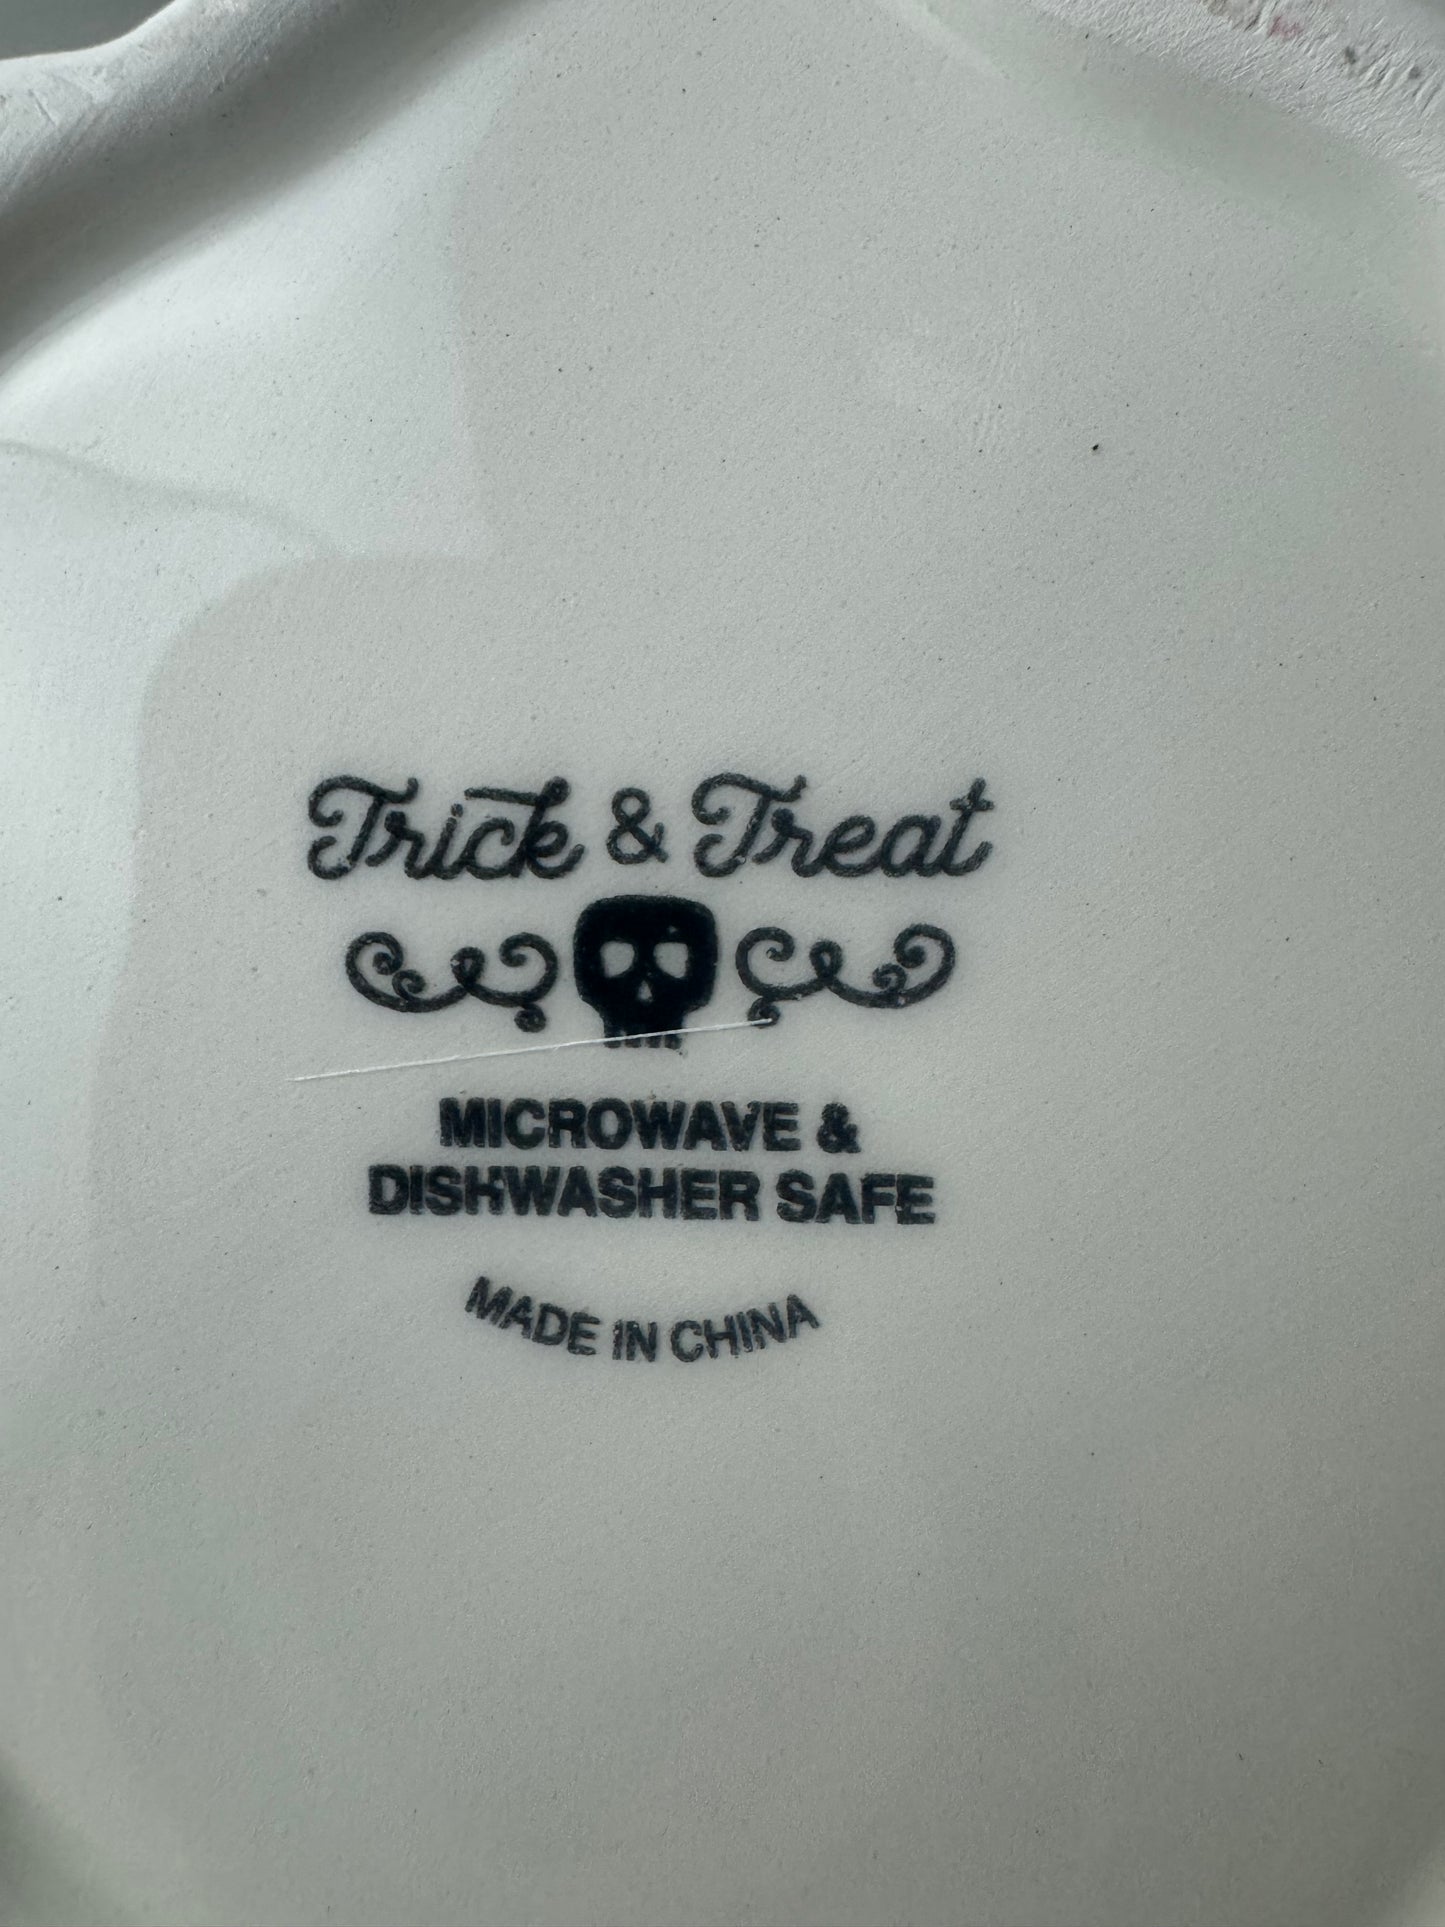 Trick & Treat
MICROWAVE &
DISHWASHER SAFE
MADE IN CHINA